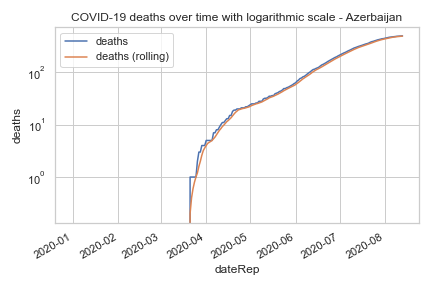 COVID-19 deaths over time with logarithmic scale - Azerbaijan
deaths
deaths (rolling)
10²
10¹
10⁰
deaths
2020-01
2020-02
2020-03
2020-04
2020-05
2020-06
2020-07
2020-08
dateRep